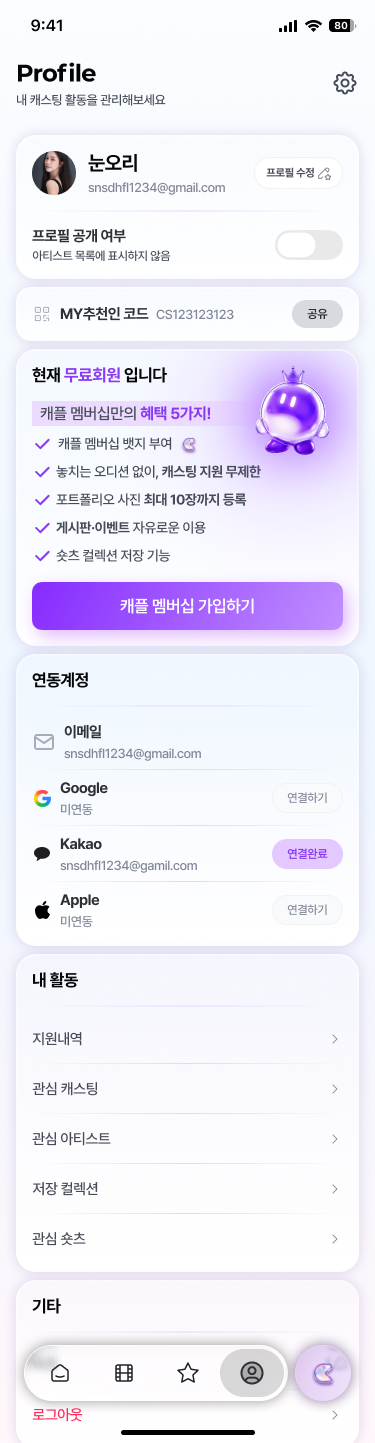 9:41
80
Profile
내 캐스팅 활동을 관리해보세요
눈오리
snsdhfl1234@gmail.com
프로필 수정
프로필 공개 여부
아티스트 목록에 표시하지 않음
MY추천인 코드 CS123123123
공유
현재 무료회원 입니다
캐플 멤버십만의 혜택 5가지!
캐플 멤버십 뱃지 부여
놓치는 오디션 없이, 캐스팅 지원 무제한
포트폴리오 사진 최대 10장까지 등록
게시판·이벤트 자유로운 이용
숏츠 컬렉션 저장 기능
캐플 멤버십 가입하기
연동계정
이메일
snsdhfl1234@gmail.com
Google
미연동
연결하기
Kakao
snsdhfl1234@gamil.com
연결완료
Apple
미연동
연결하기
내 활동
지원내역
관심 캐스팅
관심 아티스트
저장 컬렉션
관심 숏츠
기타
로그아웃